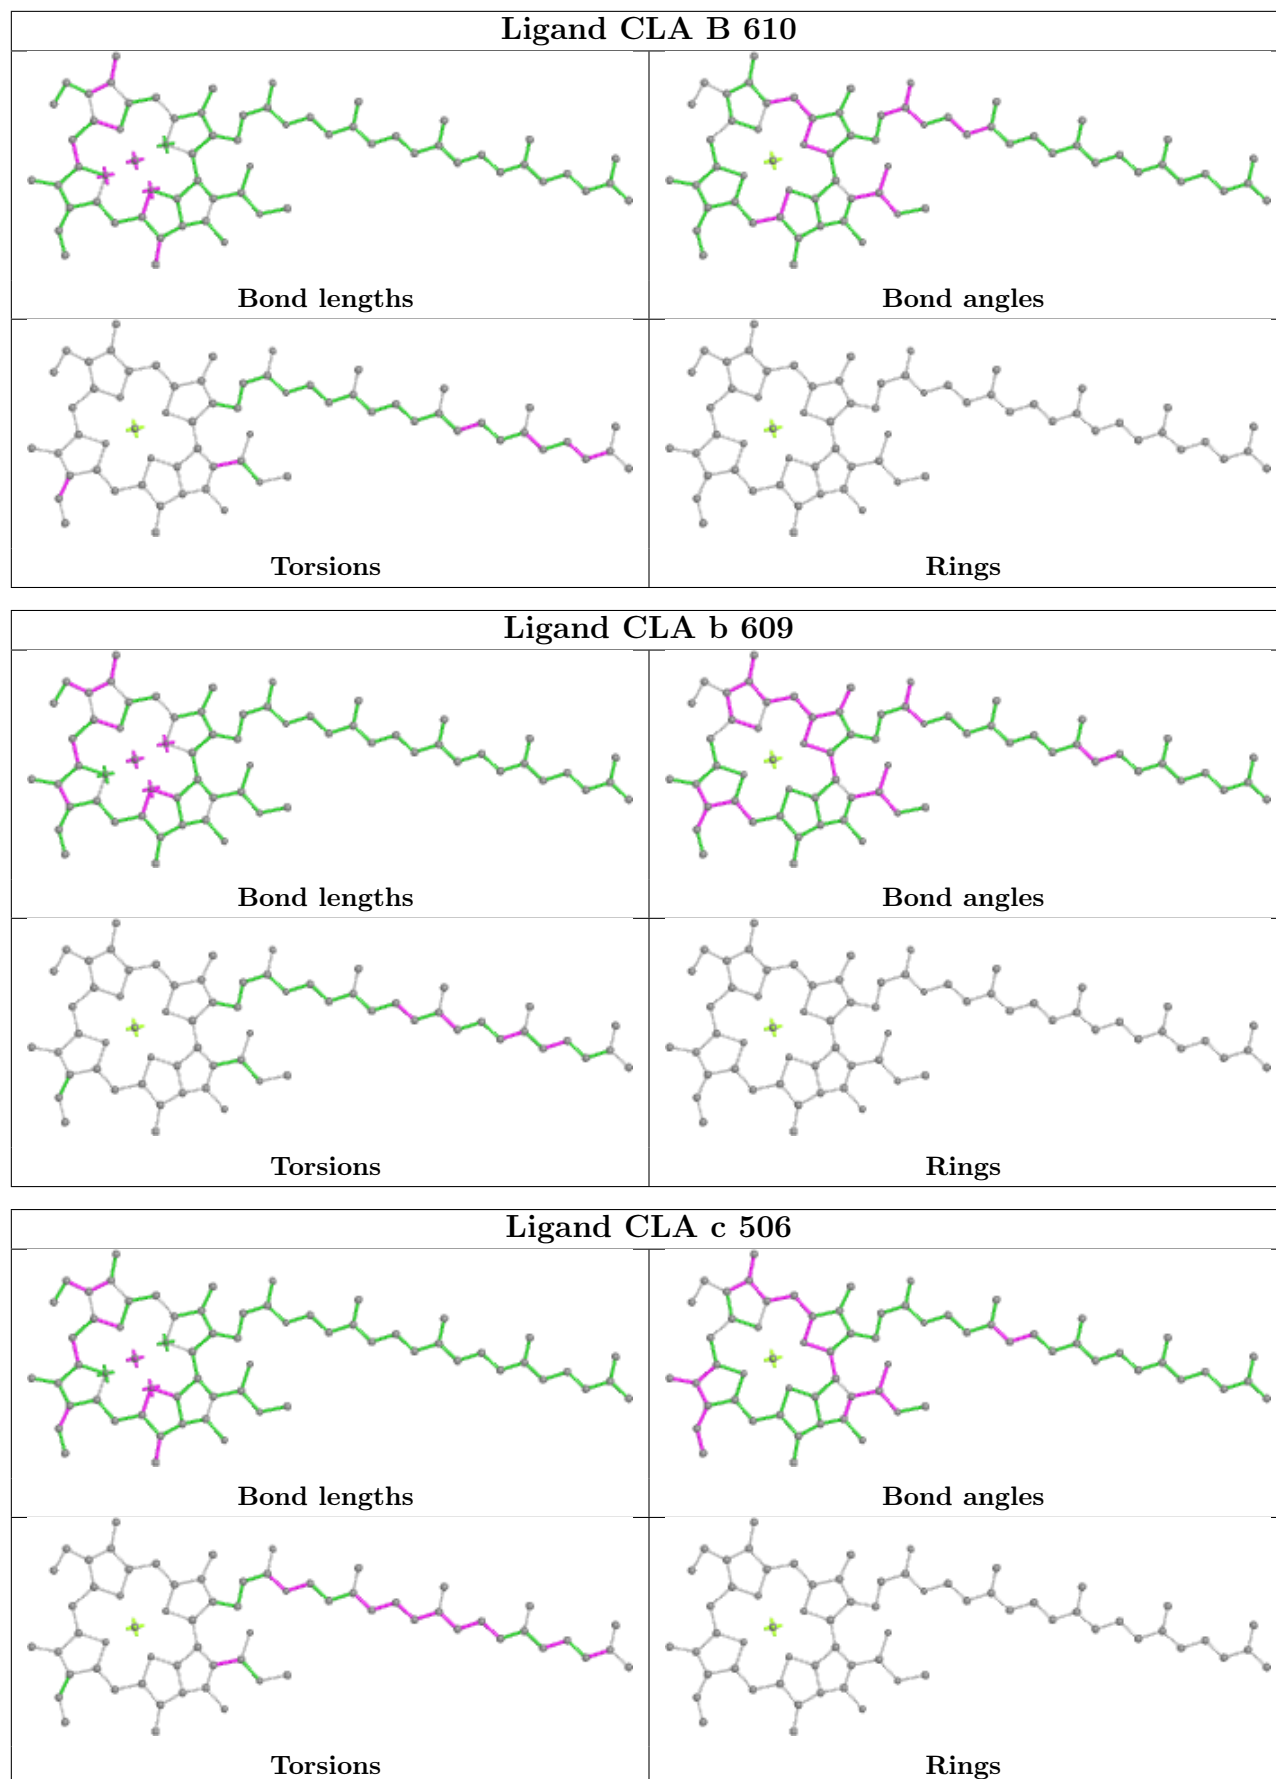 Ligand CLA B 610
Bond lengths
Bond angles
Torsions
Rings
Ligand CLA b 609
Bond lengths
Bond angles
Torsions
Rings
Ligand CLA c 506
Bond lengths
Bond angles
Torsions
Rings